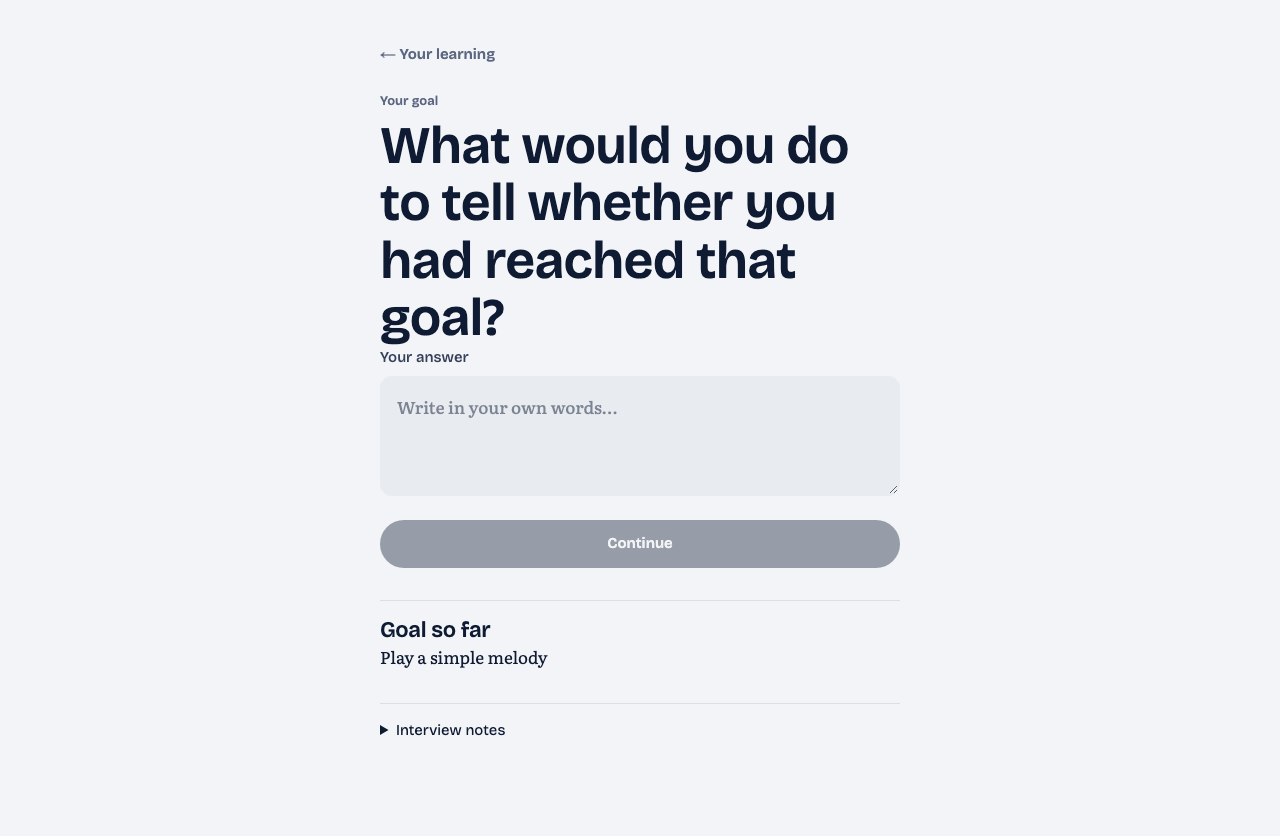 ← Your learning
Your goal
What would you do
to tell whether you
had reached that
goal?
Your answer
Write in your own words...
Continue
Goal so far
Play a simple melody
▶ Interview notes